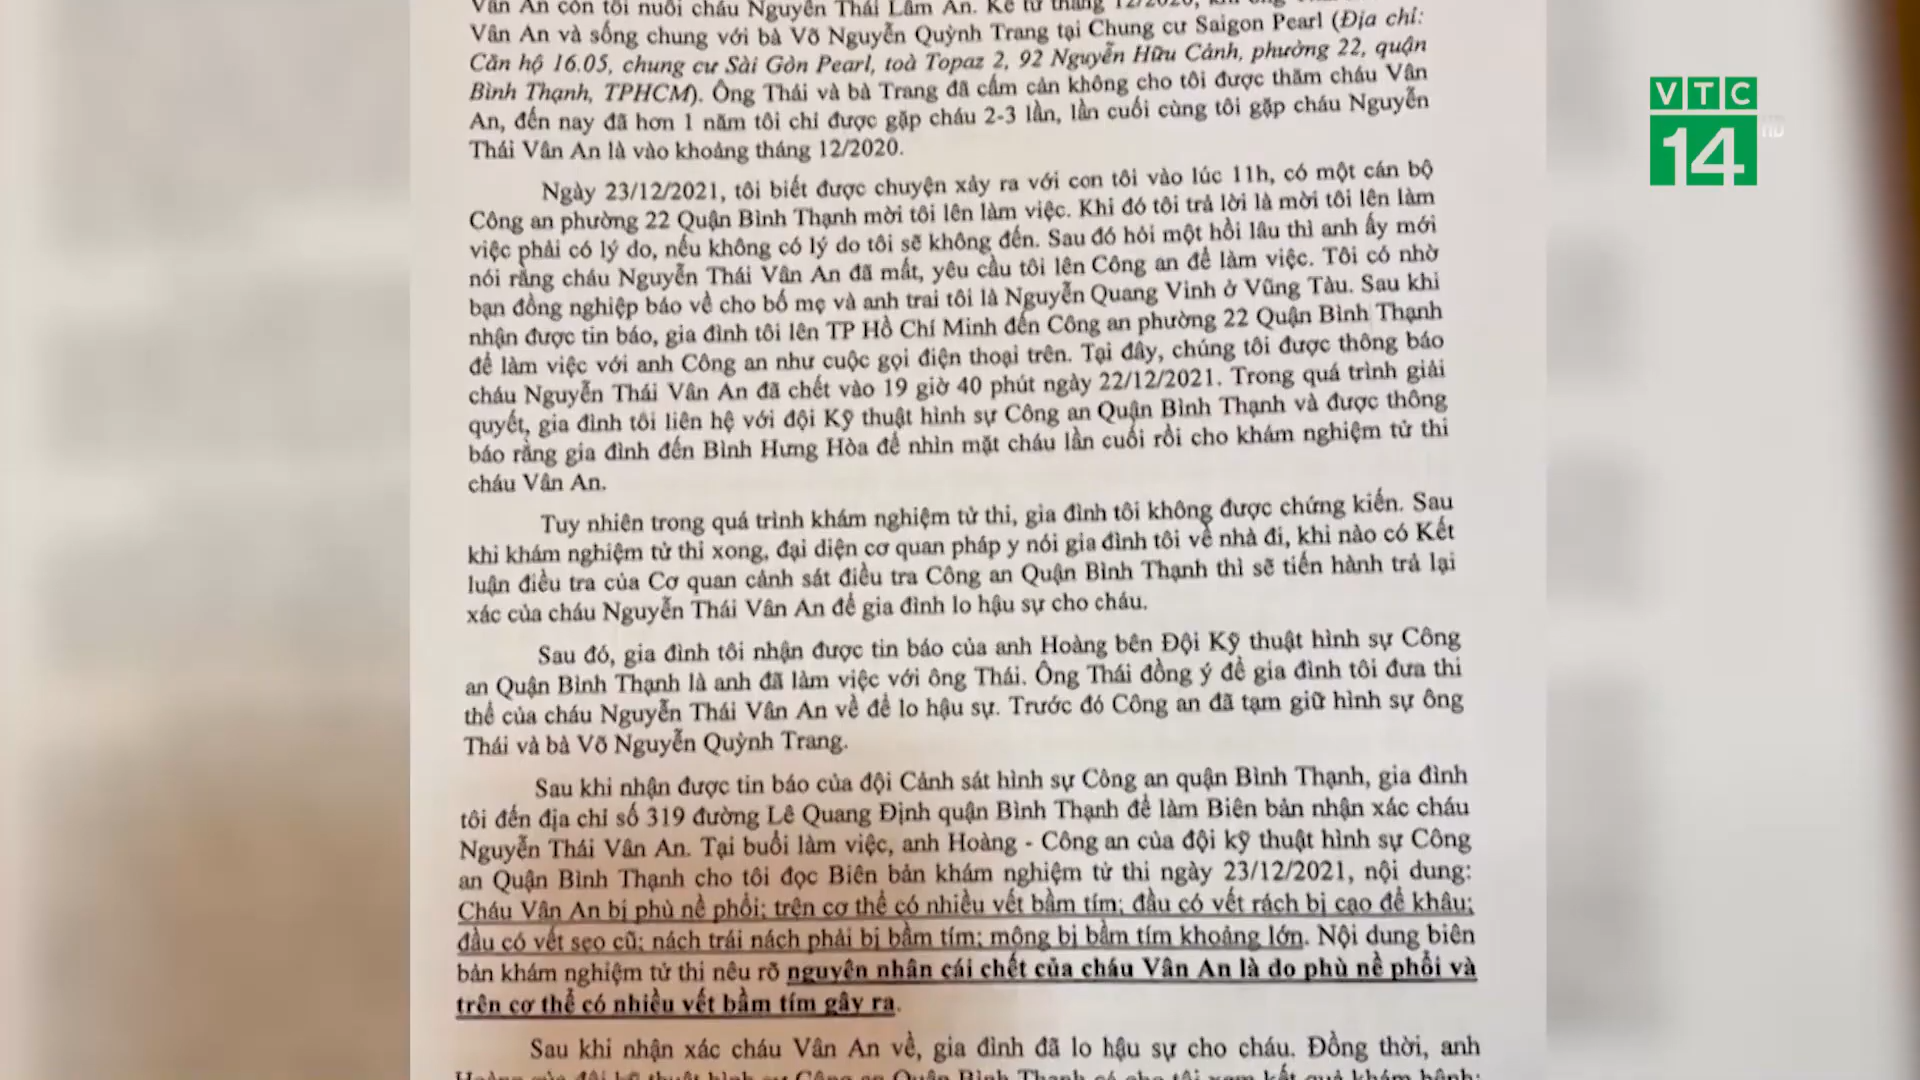 Vân An còn tôi nuôi cháu Nguyễn Thái Lâm An. Kể từ tháng 12/2020, khi ông
Vân An và sống chung với bà Võ Nguyễn Quỳnh Trang tại Chung cư Saigon Pearl (Địa chỉ:
Căn hộ 16.05, chung cư Sài Gòn Pearl, toà Topaz 2, 92 Nguyễn Hữu Cảnh, phường 22, quận
Bình Thạnh, TPHCM). Ông Thái và bà Trang đã cấm cản không cho tôi được thăm cháu Vân
An, đến nay đã hơn 1 năm tôi chỉ được gặp cháu 2-3 lần, lần cuối cùng tôi gặp cháu Nguyễn
Thái Vân An là vào khoảng tháng 12/2020.
Ngày 23/12/2021, tôi biết được chuyện xảy ra với con tôi vào lúc 11h, có một cán bộ
Công an phường 22 Quận Bình Thạnh mời tôi lên làm việc. Khi đó tôi trả lời là mời tôi lên làm
việc phải có lý do, nếu không có lý do tôi sẽ không đến. Sau đó hỏi một hồi lâu thì anh ấy mới
nói rằng cháu Nguyễn Thái Vân An đã mất, yêu cầu tôi lên Công an để làm việc. Tôi có nhờ
bạn đồng nghiệp báo về cho bố mẹ và anh trai tôi là Nguyễn Quang Vinh ở Vũng Tàu. Sau khi
nhận được tin báo, gia đình tôi lên TP Hồ Chí Minh đến Công an phường 22 Quận Bình Thạnh
để làm việc với anh Công an như cuộc gọi điện thoại trên. Tại đây, chúng tôi được thông báo
cháu Nguyễn Thái Vân An đã chết vào 19 giờ 40 phút ngày 22/12/2021. Trong quá trình giải
quyết, gia đình tôi liên hệ với đội Kỹ thuật hình sự Công an Quận Bình Thạnh và được thông
báo rằng gia đình đến Bình Hưng Hòa để nhìn mặt cháu lần cuối rồi cho khám nghiệm tử thi
cháu Vân An.
Tuy nhiên trong quá trình khám nghiệm tử thi, gia đình tôi không được chứng kiến. Sau
khi khám nghiệm tử thi xong, đại diện cơ quan pháp y nói gia đình tôi về nhà đi, khi nào có Kết
luận điều tra của Cơ quan cảnh sát điều tra Công an Quận Bình Thạnh thì sẽ tiến hành trả lại
xác của cháu Nguyễn Thái Vân An để gia đình lo hậu sự cho cháu.
Sau đó, gia đình tôi nhận được tin báo của anh Hoàng bên Đội Kỹ thuật hình sự Công
an Quận Bình Thạnh là anh đã làm việc với ông Thái. Ông Thái đồng ý để gia đình tôi đưa thi
thể của cháu Nguyễn Thái Vân An về để lo hậu sự. Trước đó Công an đã tạm giữ hình sự ông
Thái và bà Võ Nguyễn Quỳnh Trang.
Sau khi nhận được tin báo của đội Cảnh sát hình sự Công an quận Bình Thạnh, gia đình
tôi đến địa chỉ số 319 đường Lê Quang Định quận Bình Thạnh để làm Biên bản nhận xác cháu
Nguyễn Thái Vân An. Tại buổi làm việc, anh Hoàng - Công an của đội kỹ thuật hình sự Công
an Quận Bình Thạnh cho tôi đọc Biên bản khám nghiệm tử thi ngày 23/12/2021, nội dung:
Cháu Vân An bị phù nề phổi; trên cơ thể có nhiều vết bầm tím; đầu có vết rách bị cạo để khâu;
đầu có vết sẹo cũ; nách trái nách phải bị bầm tím; mông bị bầm tím khoảng lớn. Nội dung biên
bản khám nghiệm tử thi nêu rõ nguyên nhân cái chết của cháu Vân An là do phù nề phổi và
trên cơ thể có nhiều vết bầm tím gây ra.
Sau khi nhận xác cháu Vân An về, gia đình đã lo hậu sự cho cháu. Đồng thời, anh
VTC
14
HD